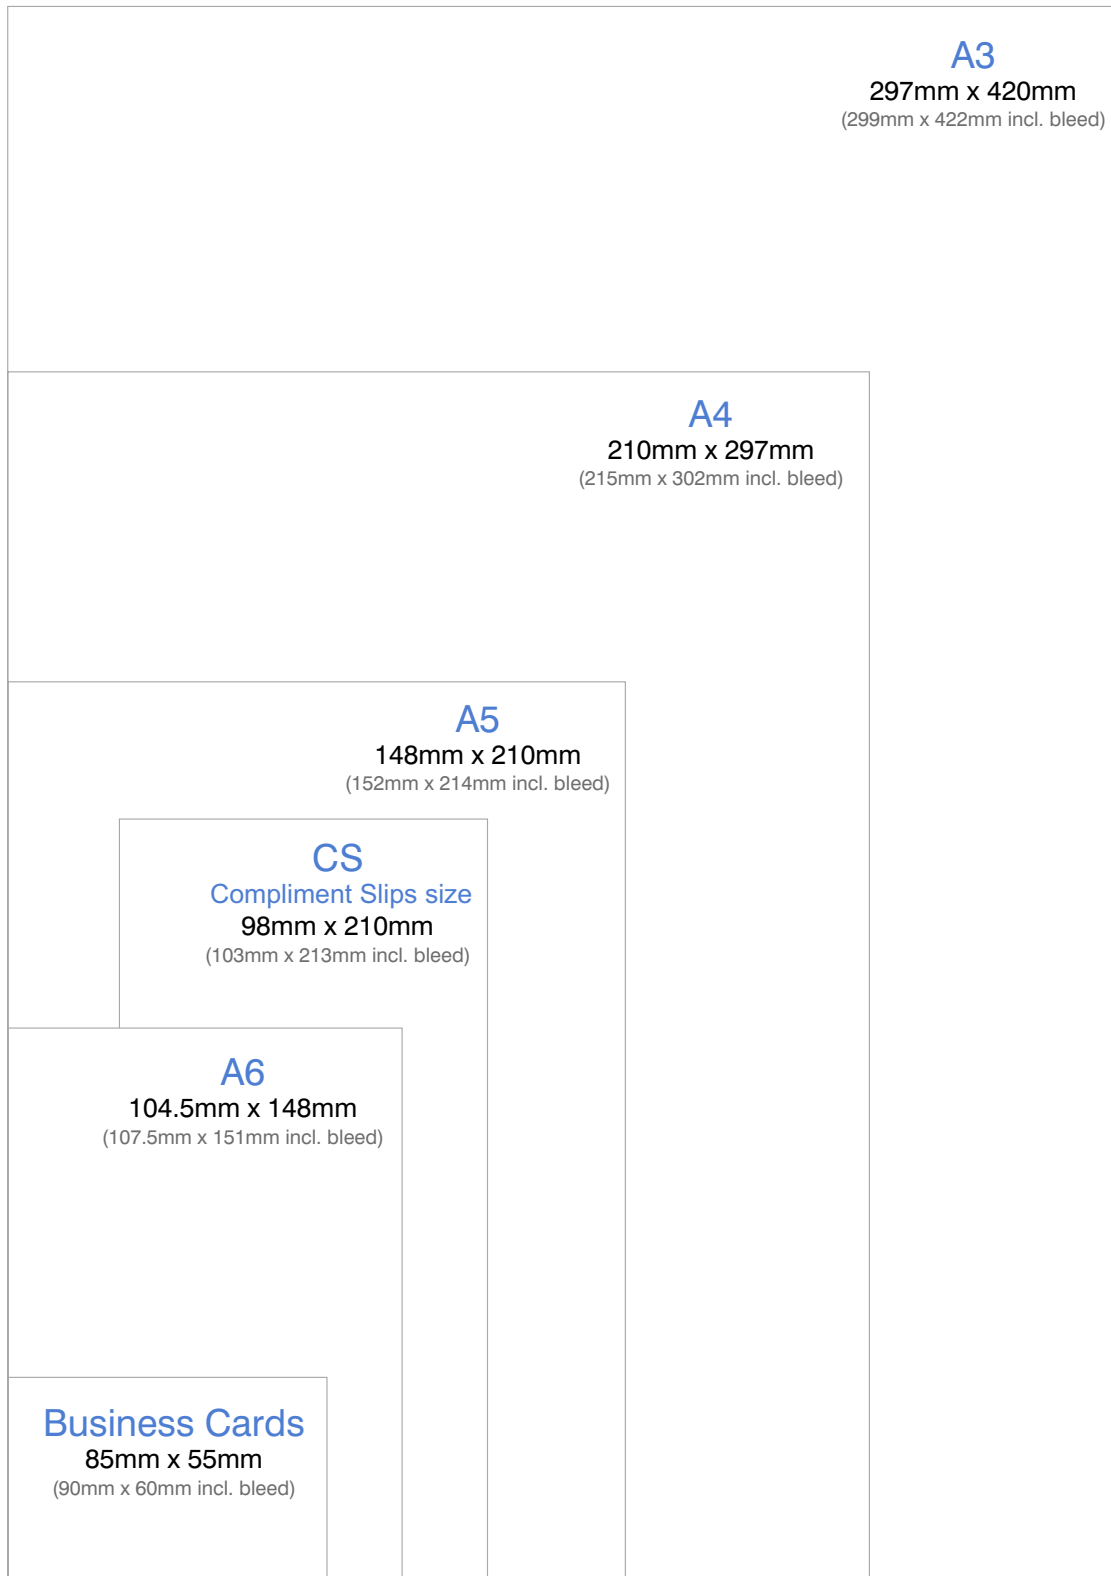 A3
297mm x 420mm
(299mm x 422mm incl. bleed)
A4
210mm x 297mm
(215mm x 302mm incl. bleed)
A5
148mm x 210mm
(152mm x 214mm incl. bleed)
CS
Compliment Slips size
98mm x 210mm
(103mm x 213mm incl. bleed)
A6
104.5mm x 148mm
(107.5mm x 151mm incl. bleed)
Business Cards
85mm x 55mm
(90mm x 60mm incl. bleed)